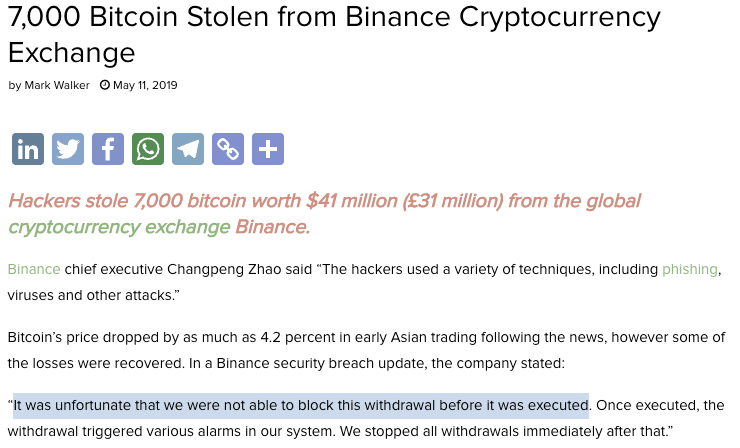 7,000 Bitcoin Stolen from Binance Cryptocurrency
Exchange
by Mark Walker May 11, 2019
in
f
Hackers stole 7,000 bitcoin worth $41 million (£31 million) from the global
cryptocurrency exchange Binance.
Binance chief executive Changpeng Zhao said “The hackers used a variety of techniques, including phishing,
viruses and other attacks.”
Bitcoin’s price dropped by as much as 4.2 percent in early Asian trading following the news, however some of
the losses were recovered. In a Binance security breach update, the company stated:
“It was unfortunate that we were not able to block this withdrawal before it was executed. Once executed, the
withdrawal triggered various alarms in our system. We stopped all withdrawals immediately after that.”